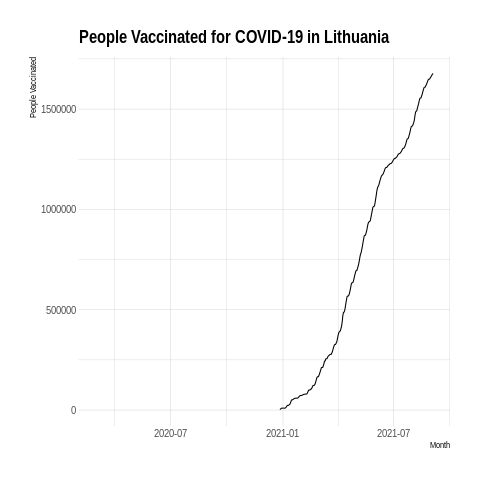 People Vaccinated for COVID-19 in Lithuania
People Vaccinated
1500000
1000000
500000
0
2020-07
2021-01
2021-07
Month